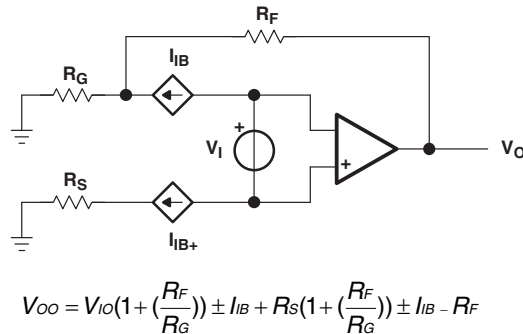 R_F
R_G
I_IB
+
V_I
+
V_O
R_S
I_IB+
V_OO = V_IO(1 + (R_F/R_G)) ± I_IB + R_S(1 + (R_F/R_G)) ± I_IB − R_F